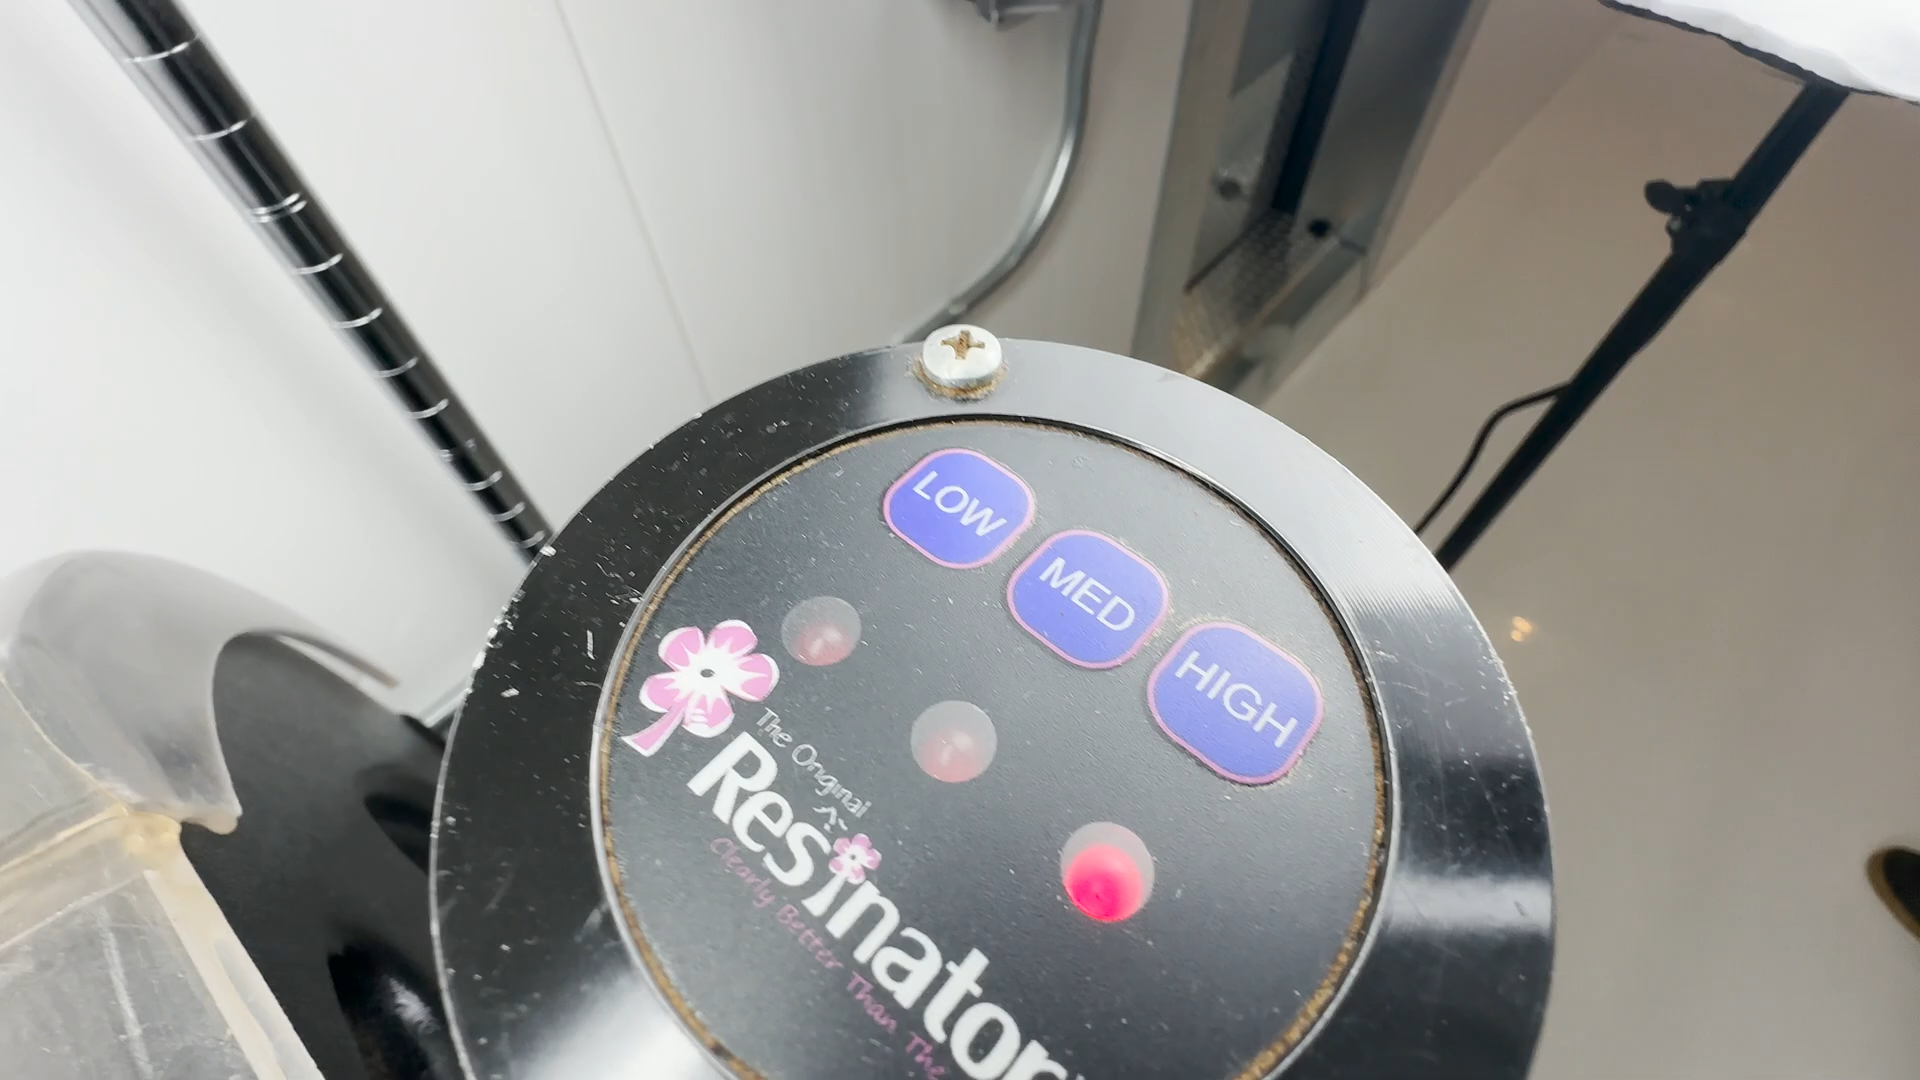 LOW
MED
HIGH
The Original
Resinator
Clearly Better Than The